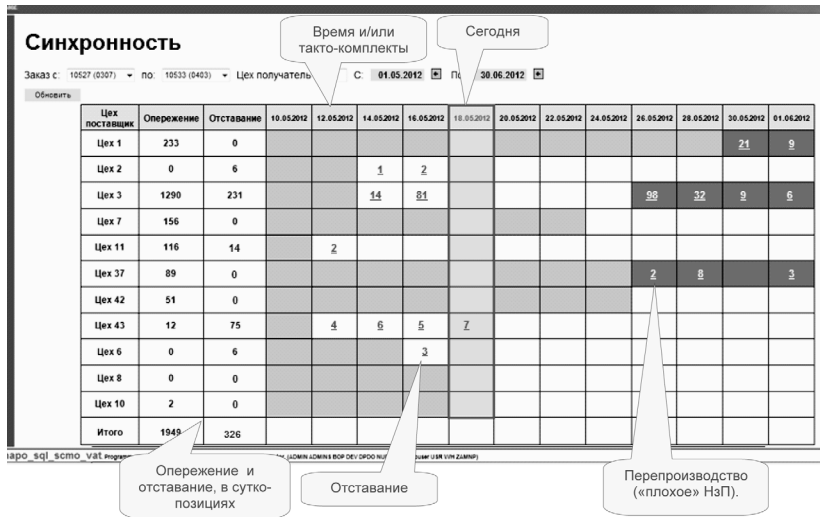 Синхронность
Время и/или
такто-комплекты
Сегодня
Заказ с: 10527 (0307) по: 10533 (0403) Цех получатель С: 01.05.2012 30.06.2012
Обновить
Цех поставщик Опережение Отставание 10.05.2012 12.05.2012 14.05.2012 16.05.2012 18.05.2012 20.05.2012 22.05.2012 24.05.2012 26.05.2012 28.05.2012 30.05.2012 01.06.2012
Цех 1 233 0 21 9
Цех 2 0 6 1 2
Цех 3 1290 231 14 81 98 32 9 6
Цех 7 156 0
Цех 11 116 14 2
Цех 37 89 0 2 8 3
Цех 42 51 0
Цех 43 12 75 4 6 5 7
Цех 6 0 6 3
Цех 8 0 0
Цех 10 2 0
Итого 1949 326
apo_sql_scmo_vat (ADMIN ADMINS BOP DEV DPDO
Опережение и
отставание, в сутко-
позициях
Отставание
Перепроизводство
(«плохое» НзП).